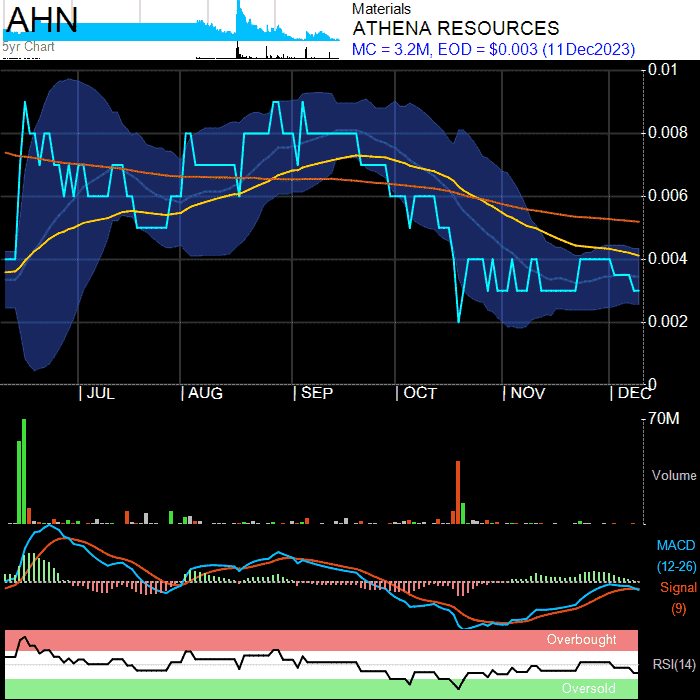 AHN
5yr Chart
Materials
ATHENA RESOURCES
MC = 3.2M, EOD = $0.003 (11Dec2023)
0.01
0.008
0.006
0.004
0.002
0
JUL
AUG
SEP
OCT
NOV
DEC
70M
Volume
MACD
(12-26)
Signal
(9)
Overbought
RSI(14)
Oversold